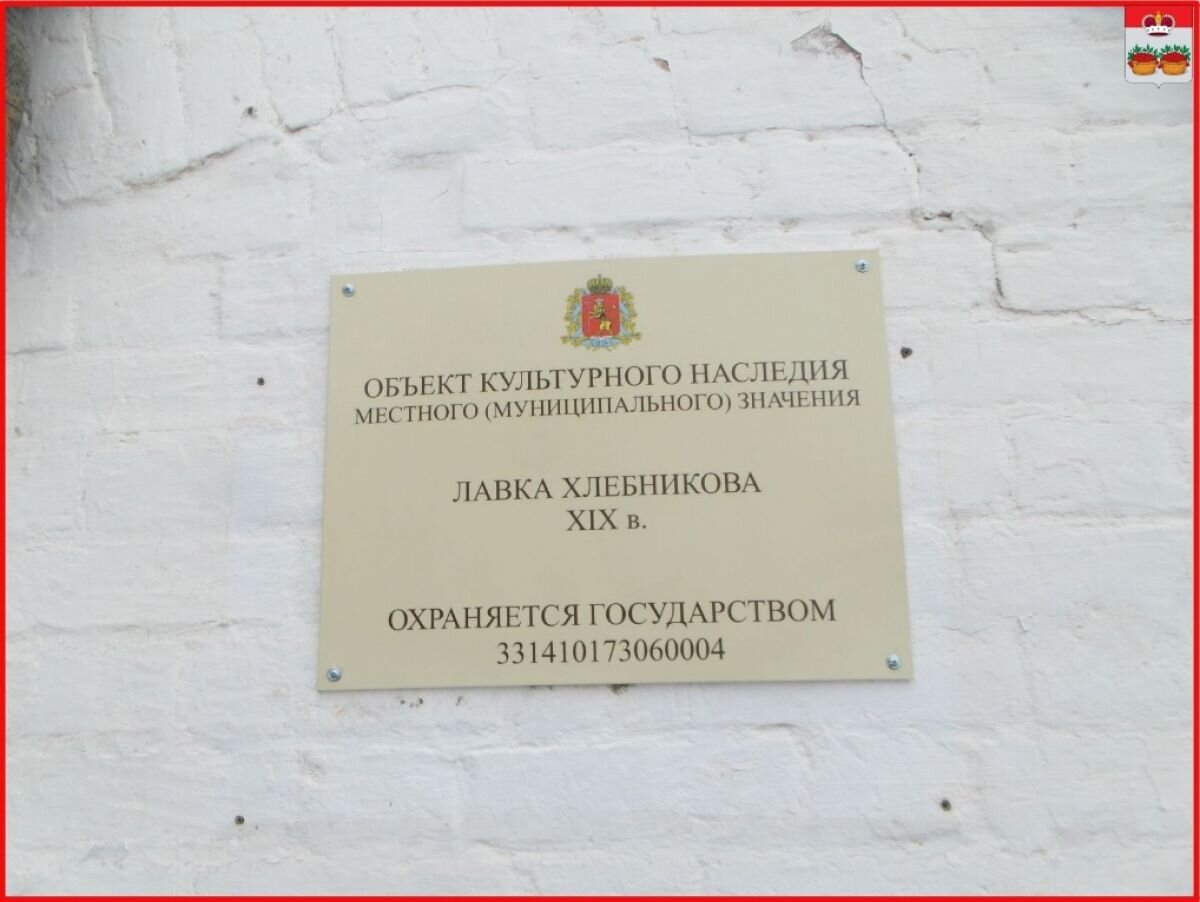 ОБЪЕКТ КУЛЬТУРНОГО НАСЛЕДИЯ
МЕСТНОГО (МУНИЦИПАЛЬНОГО) ЗНАЧЕНИЯ
ЛАВКА ХЛЕБНИКОВА
XIX в.
ОХРАНЯЕТСЯ ГОСУДАРСТВОМ
331410173060004